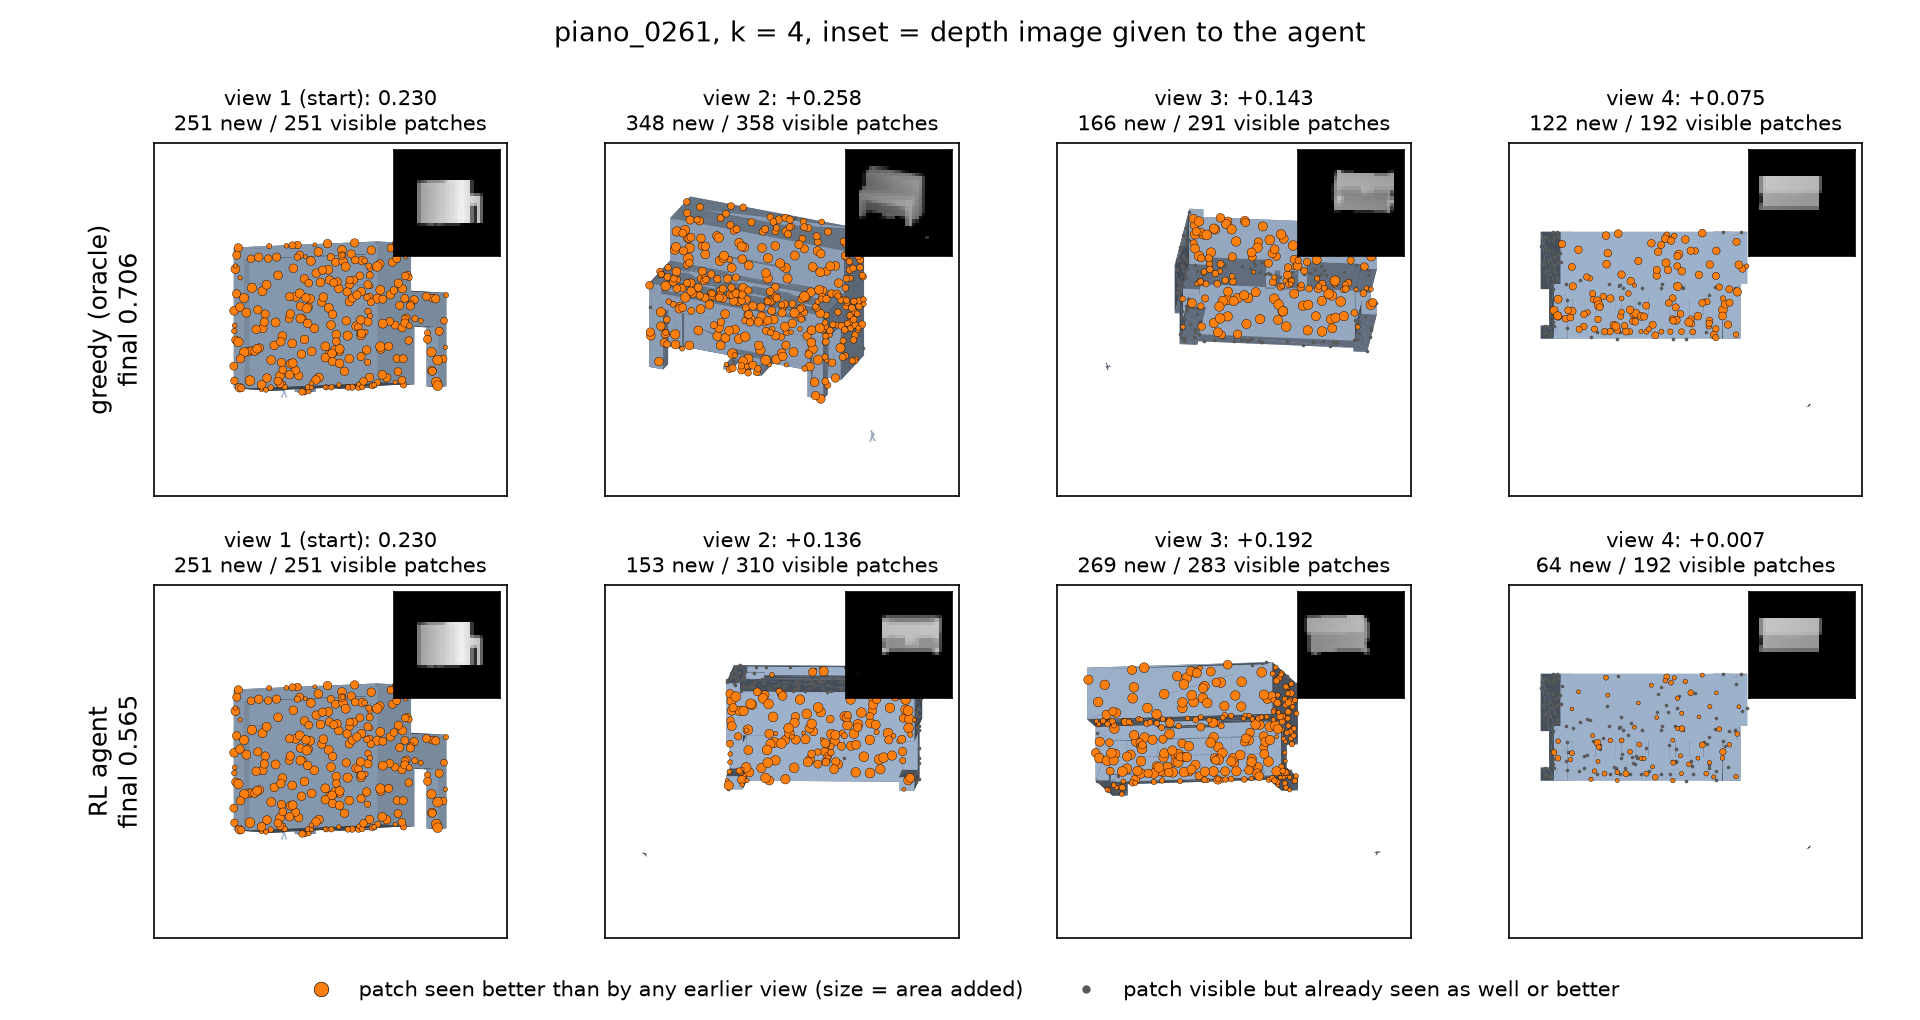 piano_0261, k = 4, inset = depth image given to the agent
greedy (oracle)
final 0.706
view 1 (start): 0.230
251 new / 251 visible patches
view 2: +0.258
348 new / 358 visible patches
view 3: +0.143
166 new / 291 visible patches
view 4: +0.075
122 new / 192 visible patches
RL agent
final 0.565
view 1 (start): 0.230
251 new / 251 visible patches
view 2: +0.136
153 new / 310 visible patches
view 3: +0.192
269 new / 283 visible patches
view 4: +0.007
64 new / 192 visible patches
patch seen better than by any earlier view (size = area added)
patch visible but already seen as well or better